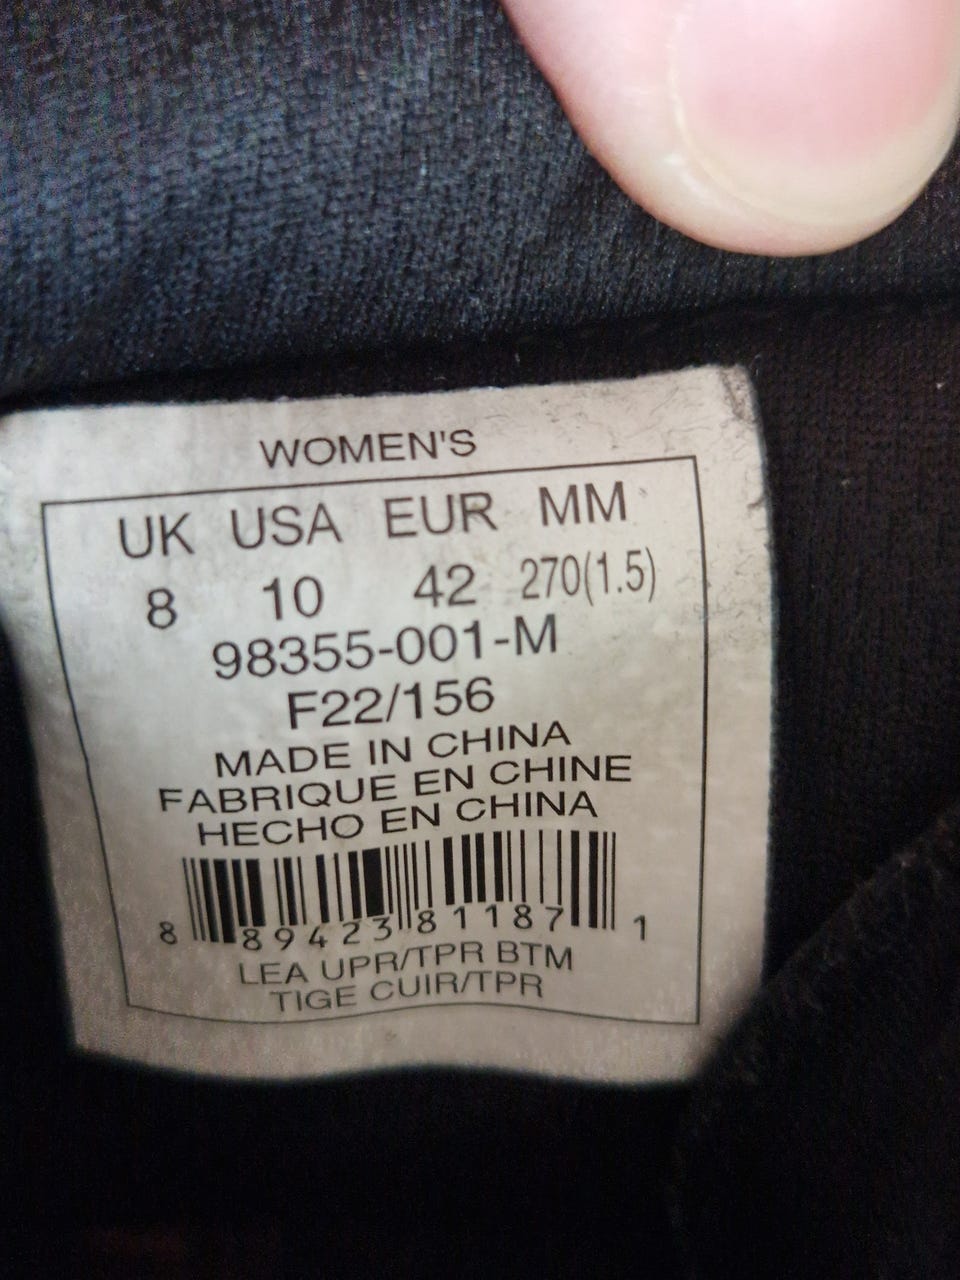 WOMEN'S
UK USA EUR MM
8 10 42 270(1.5)
98355-001-M
F22/156
MADE IN CHINA
FABRIQUE EN CHINE
HECHO EN CHINA
8 89423 81187 1
LEA UPR/TPR BTM
TIGE CUIR/TPR